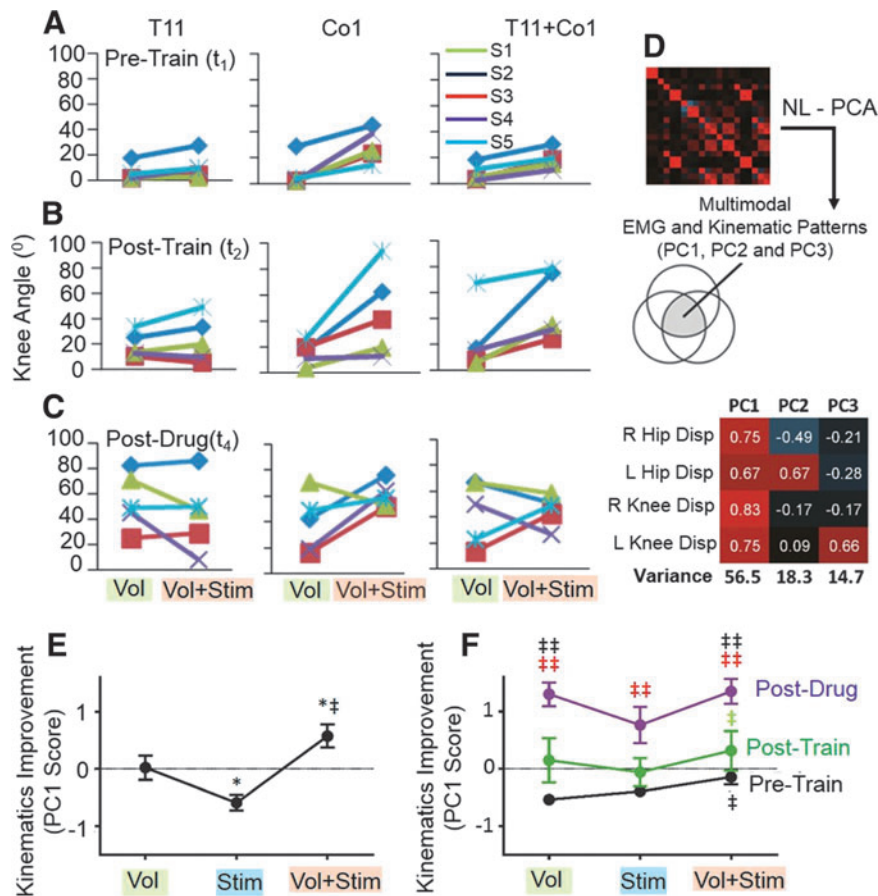 A
T11
Co1
T11+Co1
Pre-Train (t1)
100
80
60
40
20
0
S1
S2
S3
S4
S5
B
Post-Train (t2)
100
80
60
40
20
0
Knee Angle (⁰)
C
Post-Drug(t4)
100
80
60
40
20
0
Vol
Vol+Stim
Vol
Vol+Stim
Vol
Vol+Stim
D
NL - PCA
Multimodal
EMG and Kinematic Patterns
(PC1, PC2 and PC3)
PC1 PC2 PC3
R Hip Disp 0.75 -0.49 -0.21
L Hip Disp 0.67 0.67 -0.28
R Knee Disp 0.83 -0.17 -0.17
L Knee Disp 0.75 0.09 0.66
Variance 56.5 18.3 14.7
E
Kinematics Improvement
(PC1 Score)
1
0
-1
*
*‡
Vol
Stim
Vol+Stim
F
Kinematics Improvement
(PC1 Score)
1
0
-1
‡‡
‡‡
‡‡
‡‡
‡‡
‡
‡
Post-Drug
Post-Train
Pre-Train
Vol
Stim
Vol+Stim